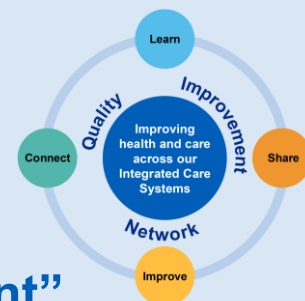 Learn
Quality
Improvement
Improving
health and care
across our
Integrated Care
Systems
Connect
Share
Network
Improve
nt”